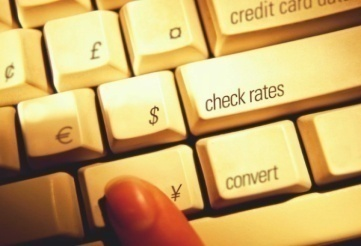 credit card
¢ £ ¤
check rates
€ $
¥ convert